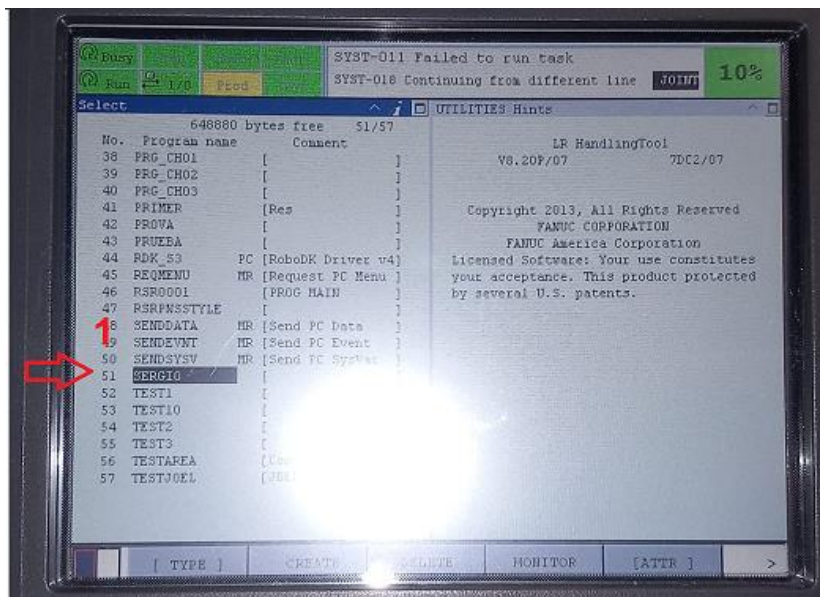 Busy
SYST-011 Failed to run task
Run I/O Prod
SYST-018 Continuing from different line JOINT 10%
Select
UTILITIES Hints
648880 bytes free 51/57
No. Program name Comment
38 PRG_CH01 [ ]
39 PRG_CH02 [ ]
40 PRG_CH03 [ ]
41 PRIMER [Res ]
42 PROVA [ ]
43 PRUEBA [ ]
44 RDK_S3 PC [RoboDK Driver v4]
45 REQMENU MR [Request PC Menu ]
46 RSR0001 [PROG MAIN ]
47 RSRPNSSTYLE [ ]
48 SENDDATA MR [Send PC Data ]
49 SENDEVNT MR [Send PC Event ]
50 SENDSYSV MR [Send PC SysVar ]
51 SERGIO [
52 TEST1 [
53 TEST10 [
54 TEST2 [
55 TEST3 [
56 TESTAREA
57 TESTJOEL
1
LR HandlingTool
V8.20P/07 7DC2/07
Copyright 2013, All Rights Reserved
FANUC CORPORATION
FANUC America Corporation
Licensed Software: Your use constitutes
your acceptance. This product protected
by several U.S. patents.
[ TYPE ] CREATE DELETE MONITOR [ATTR ] >